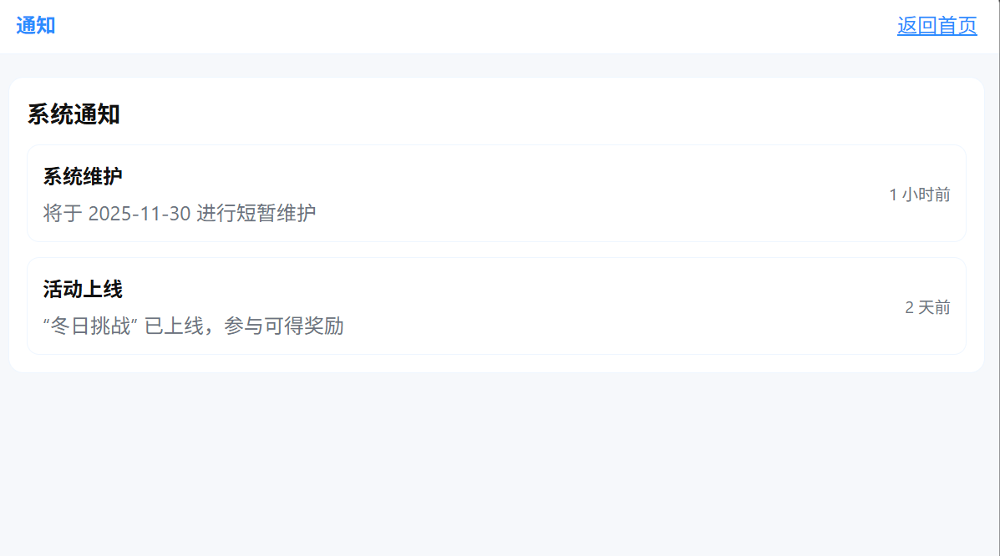 通知
返回首页
系统通知
系统维护
将于 2025-11-30 进行短暂维护
1 小时前
活动上线
“冬日挑战” 已上线，参与可得奖励
2 天前